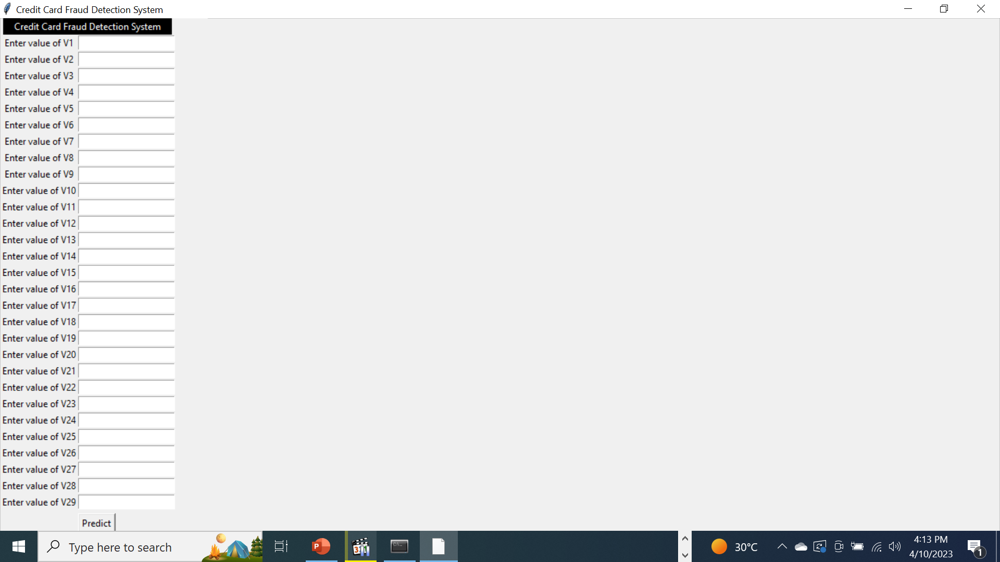 Credit Card Fraud Detection System
Credit Card Fraud Detection System
Enter value of V1
Enter value of V2
Enter value of V3
Enter value of V4
Enter value of V5
Enter value of V6
Enter value of V7
Enter value of V8
Enter value of V9
Enter value of V10
Enter value of V11
Enter value of V12
Enter value of V13
Enter value of V14
Enter value of V15
Enter value of V16
Enter value of V17
Enter value of V18
Enter value of V19
Enter value of V20
Enter value of V21
Enter value of V22
Enter value of V23
Enter value of V24
Enter value of V25
Enter value of V26
Enter value of V27
Enter value of V28
Enter value of V29
Predict
Type here to search
P
30°C
4:13 PM
4/10/2023
1